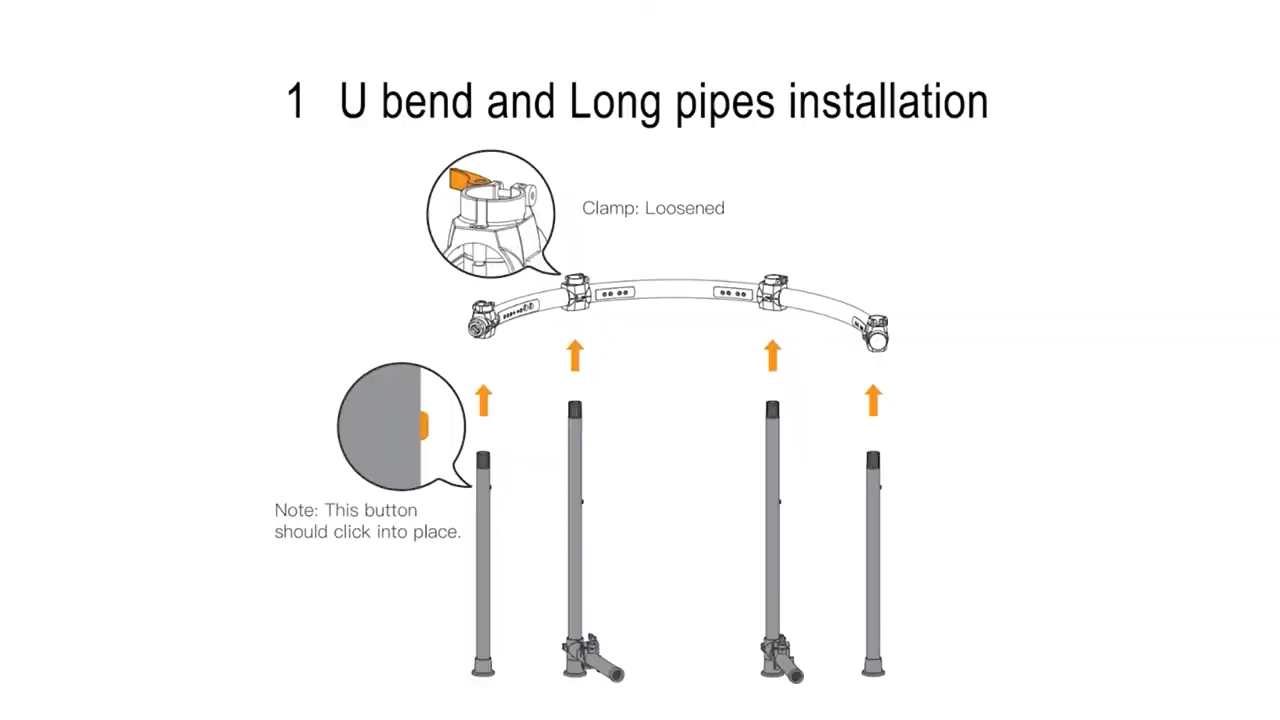 1 U bend and Long pipes installation
Clamp: Loosened
Note: This button
should click into place.